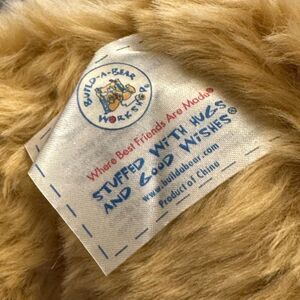 BUILD-A-BEAR
WORKSHOP®
Where Best Friends Are Made®
STUFFED WITH HUGS
AND GOOD WISHES®
www.buildabear.com
Product of China